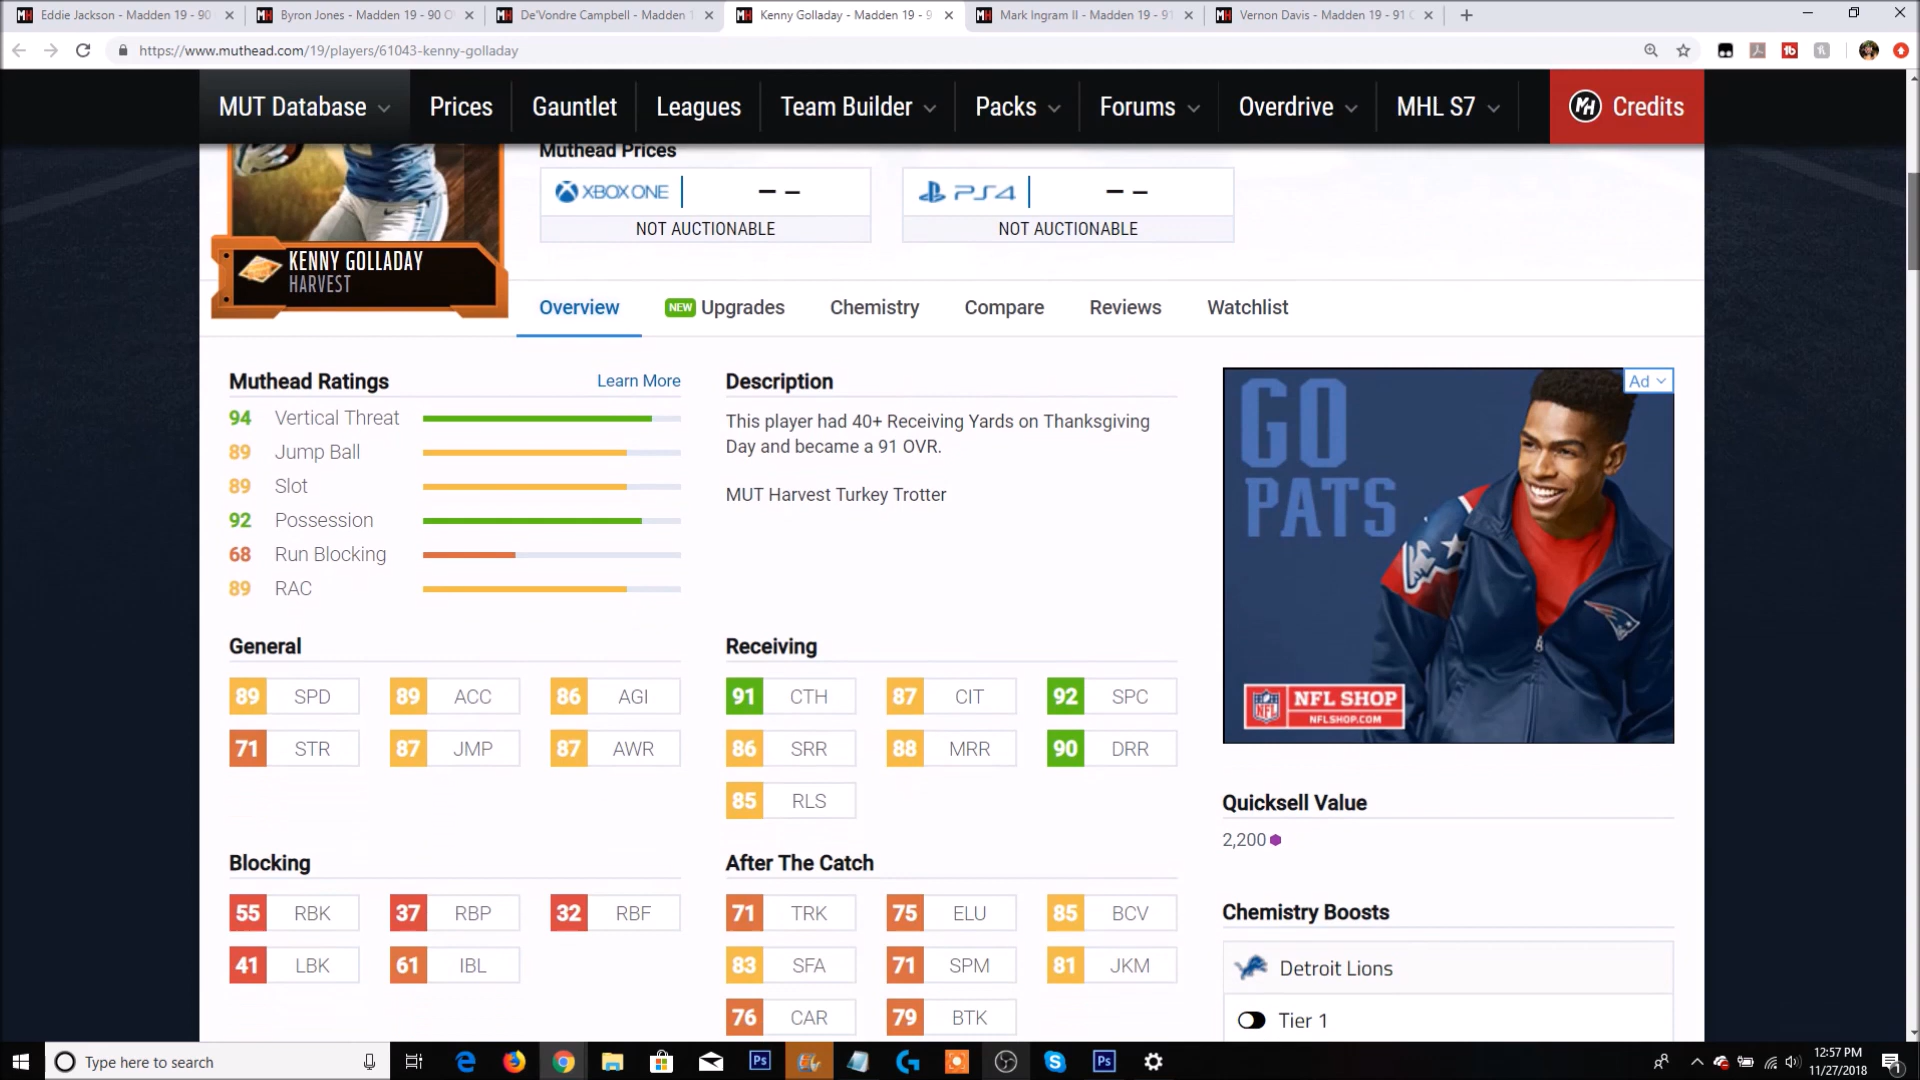 Eddie Jackson - Madden 19 - 90
Byron Jones - Madden 19 - 90 O
De'Vondre Campbell - Madden 1
Kenny Golladay - Madden 19 - 9
Mark Ingram II - Madden 19 - 91
Vernon Davis - Madden 19 - 91 O
https://www.muthead.com/19/players/61043-kenny-golladay
MUT Database
Prices
Gauntlet
Leagues
Team Builder
Packs
Forums
Overdrive
MHL S7
Credits
Muthead Prices
XBOX ONE
– –
PS4
– –
NOT AUCTIONABLE
NOT AUCTIONABLE
KENNY GOLLADAY
HARVEST
Overview
NEW Upgrades
Chemistry
Compare
Reviews
Watchlist
Muthead Ratings
Learn More
94 Vertical Threat
89 Jump Ball
89 Slot
92 Possession
68 Run Blocking
89 RAC
Description
This player had 40+ Receiving Yards on Thanksgiving
Day and became a 91 OVR.
MUT Harvest Turkey Trotter
Ad
GO
PATS
NFL SHOP
NFLSHOP.COM
General
89 SPD 89 ACC 86 AGI
71 STR 87 JMP 87 AWR
Receiving
91 CTH 87 CIT 92 SPC
86 SRR 88 MRR 90 DRR
85 RLS
Quicksell Value
2,200
Blocking
55 RBK 37 RBP 32 RBF
41 LBK 61 IBL
After The Catch
71 TRK 75 ELU 85 BCV
83 SFA 71 SPM 81 JKM
76 CAR 79 BTK
Chemistry Boosts
Detroit Lions
Tier 1
Type here to search
12:57 PM
11/27/2018